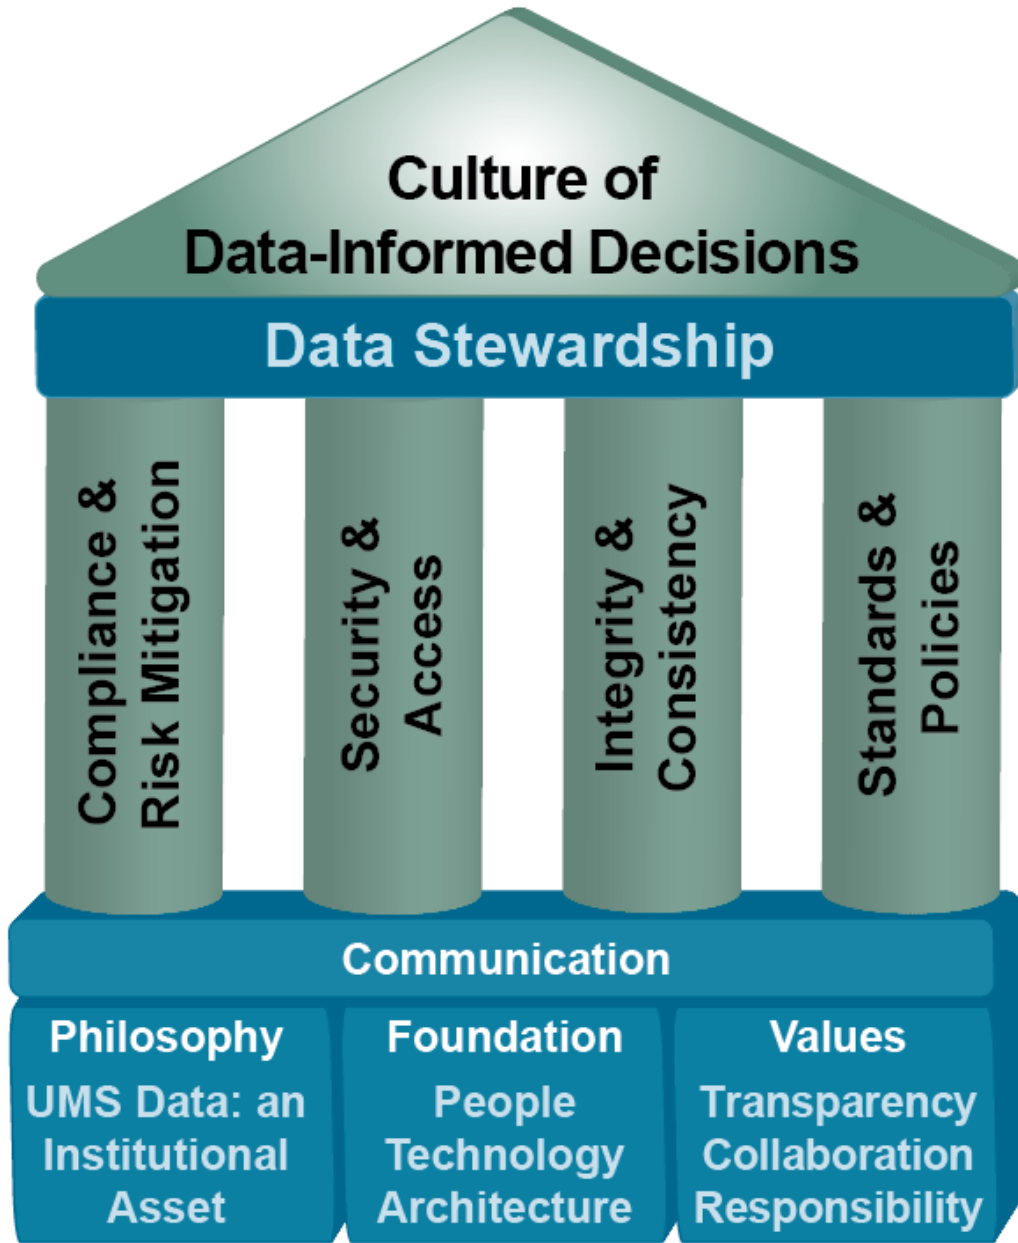 Culture of
Data-Informed Decisions
Data Stewardship
Compliance &
Risk Mitigation
Security &
Access
Integrity &
Consistency
Standards &
Policies
Communication
Philosophy
UMS Data: an
Institutional
Asset
Foundation
People
Technology
Architecture
Values
Transparency
Collaboration
Responsibility